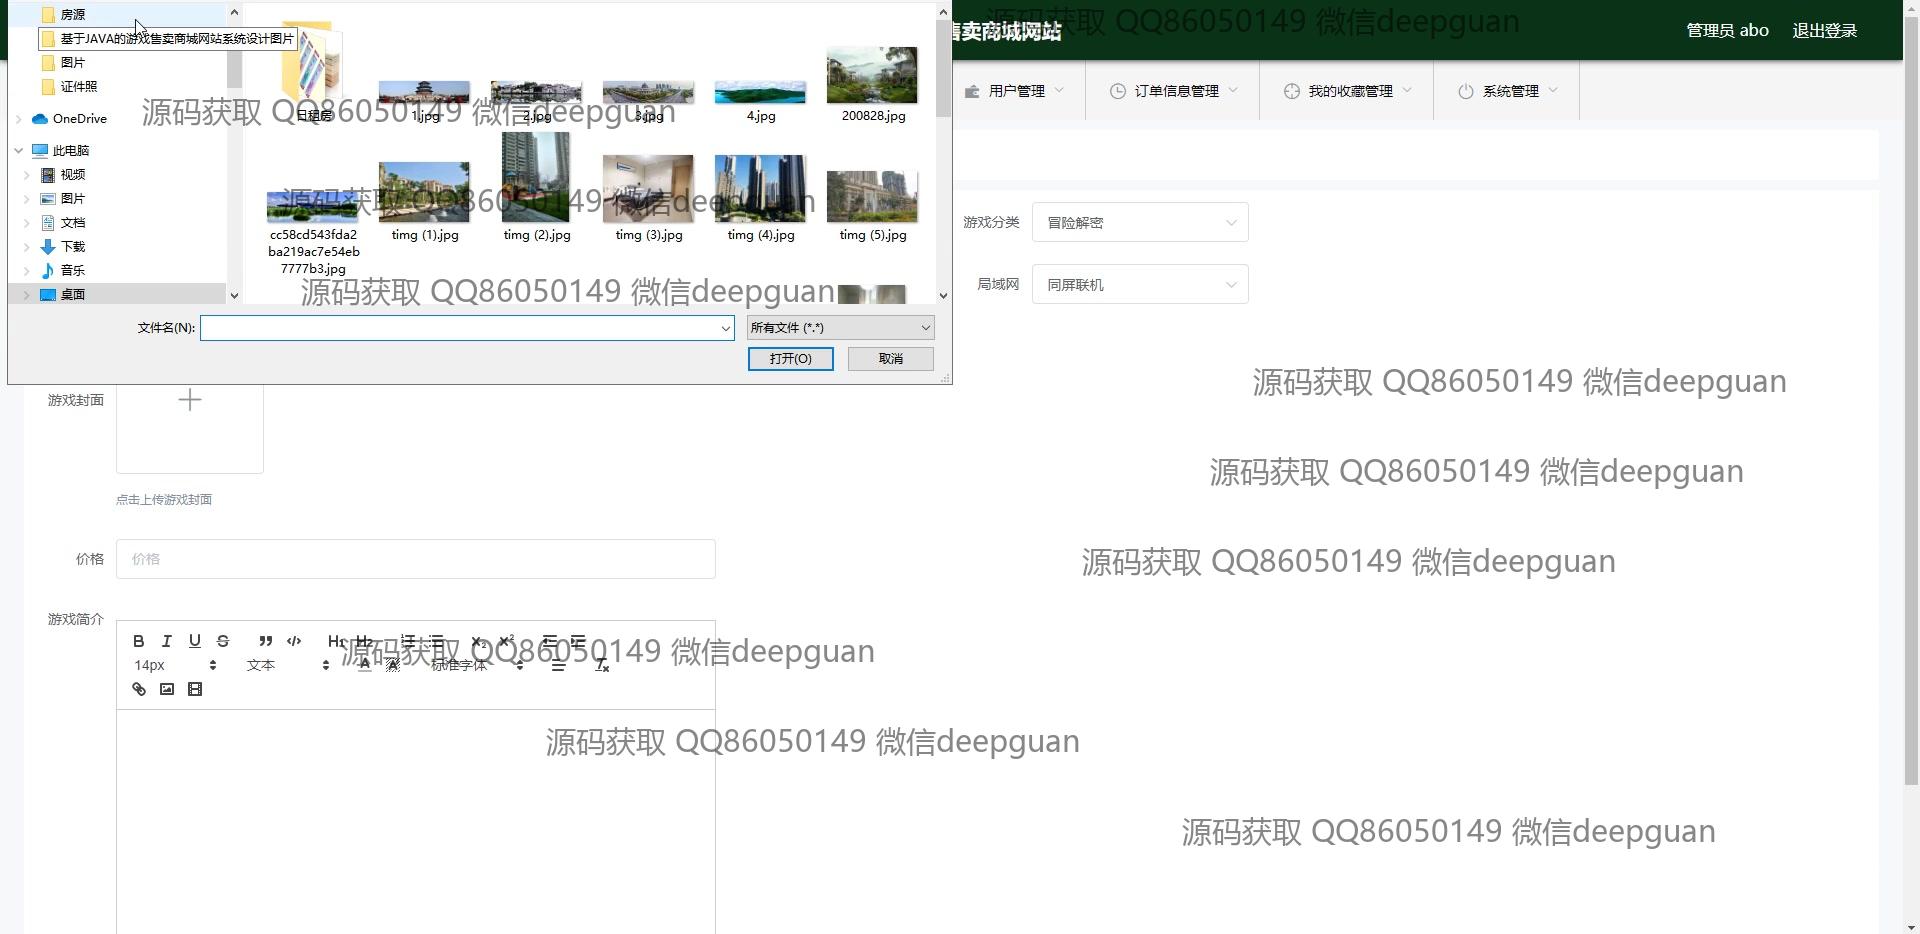 房源
基于JAVA的游戏售卖商城网站系统设计图片
图片
证件照
OneDrive
此电脑
视频
图片
文档
下载
音乐
桌面
日租房
1.jpg
2.jpg
3.jpg
4.jpg
200828.jpg
cc58cd543fda2
ba219ac7e54eb
7777b3.jpg
timg (1).jpg
timg (2).jpg
timg (3).jpg
timg (4).jpg
timg (5).jpg
文件名(N):
所有文件 (*.*)
打开(O)
取消
售卖商城网站
管理员 abo
退出登录
用户管理
订单信息管理
我的收藏管理
系统管理
游戏分类
冒险解密
局域网
同屏联机
游戏封面
点击上传游戏封面
价格
价格
游戏简介
B I U S H1 H2 X2 X2
14px
文本
标准字体
源码获取 QQ86050149 微信deepguan
源码获取 QQ86050149 微信deepguan
源码获取 QQ86050149 微信deepguan
源码获取 QQ86050149 微信deepguan
源码获取 QQ86050149 微信deepguan
源码获取 QQ86050149 微信deepguan
源码获取 QQ86050149 微信deepguan
源码获取 QQ86050149 微信deepguan
源码获取 QQ86050149 微信deepguan
源码获取 QQ86050149 微信deepguan